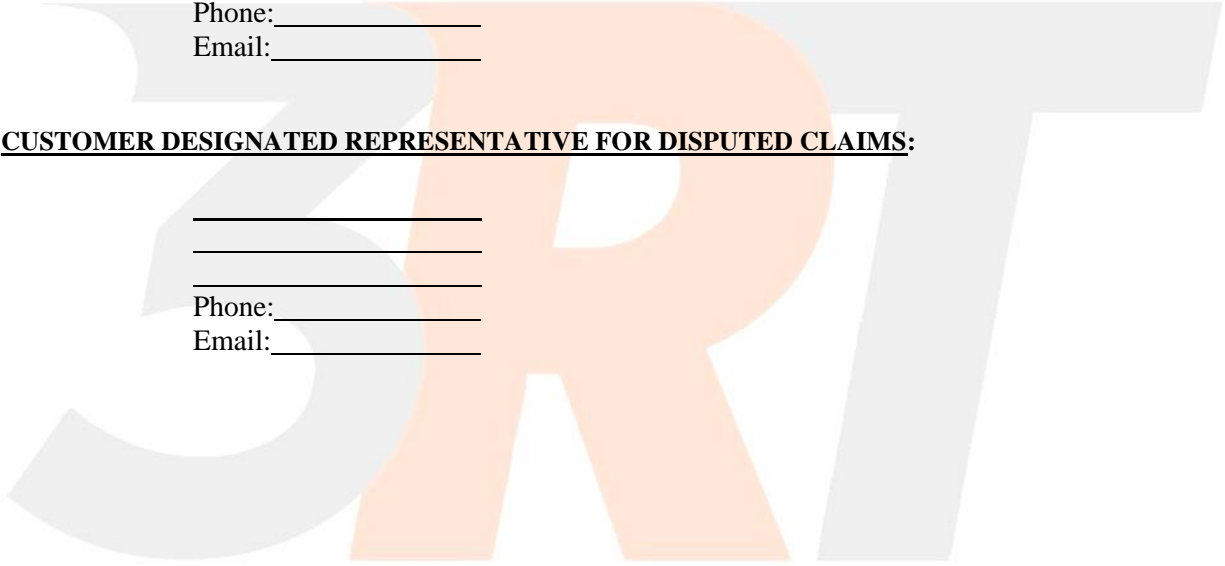 Phone:
Email:
CUSTOMER DESIGNATED REPRESENTATIVE FOR DISPUTED CLAIMS:
Phone:
Email:
3RT